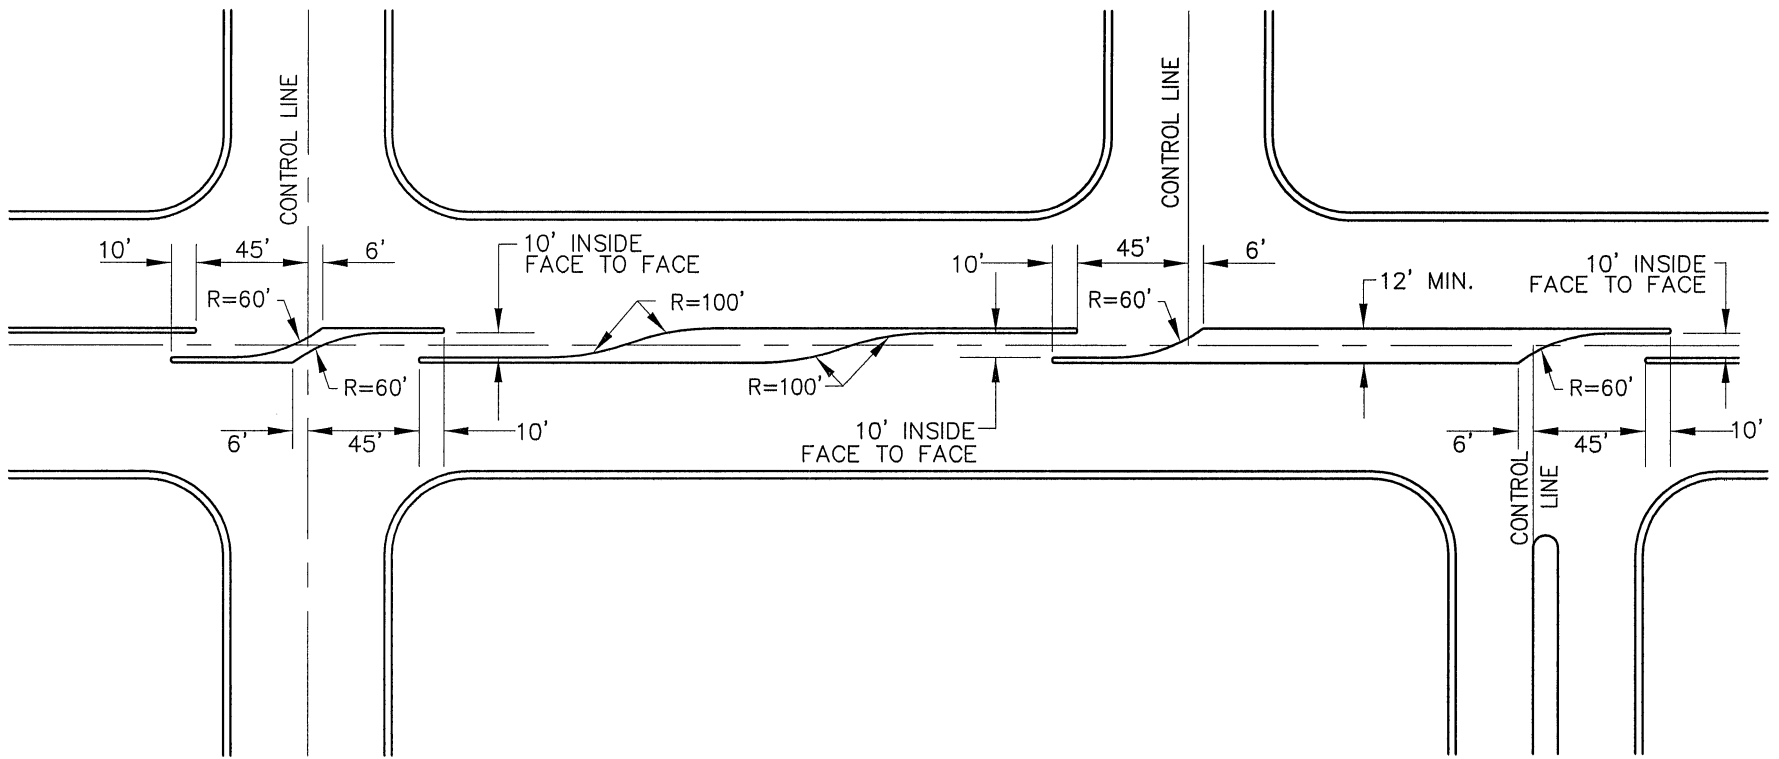 CONTROL LINE
CONTROL LINE
10'
45'
6'
10' INSIDE
FACE TO FACE
10'
45'
6'
12' MIN.
10' INSIDE
FACE TO FACE
R=60'
R=100'
R=60'
R=60'
R=100'
R=60'
6'
45'
10'
10' INSIDE
FACE TO FACE
6'
45'
10'
CONTROL
LINE